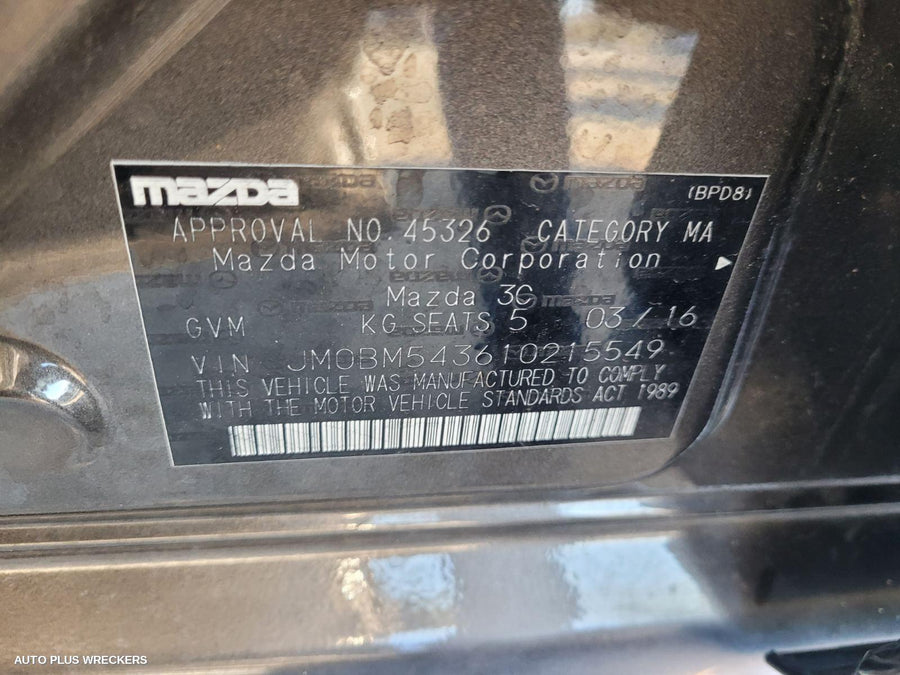 mazda
(BPD8)
APPROVAL NO. 45326 CATEGORY MA
Mazda Motor Corporation
Mazda 3G
GVM KG SEATS 5 03/16
VIN JM0BM543610215549
THIS VEHICLE WAS MANUFACTURED TO COMPLY
WITH THE MOTOR VEHICLE STANDARDS ACT 1989
AUTO PLUS WRECKERS